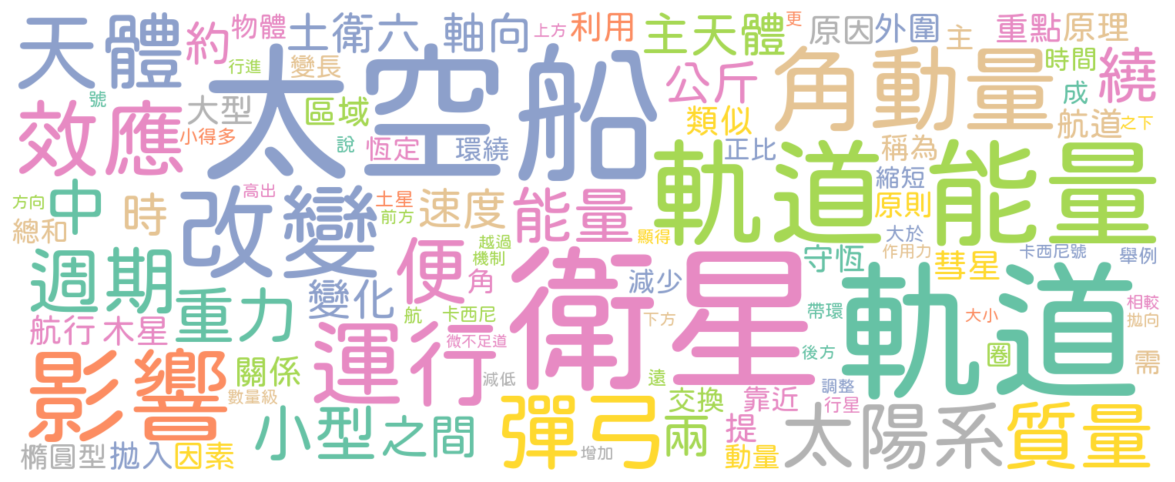 天體
約
物體
土衛六
軸向
上方
利用
更
主天體
原因
外圍
主
重點
原理
行進
變長
太空船
公斤
角動量
時間
繞
號
效應
大型
區域
類似
成
航道
之下
小得多
說
恆定
環繞
正比
稱為
軌道能量
方向
中
時
高出
改變
土星
前方
速度
能量
縮短
原則
總和
顯得
大於
作用力
卡西尼號
舉例
週期
重力
變化
便
越過
機制
角
衛星
減少
守恆
彗星
軌道
航行
木星
航
卡西尼
下方
帶環
大小
相較
拋向
運行
微不足道
後方
圈
需
影響
關係
數量級
減低
遠
交換
靠近
調整
行星
小型
之間
彈弓
兩
提
太陽系
質量
橢圓型
拋入
因素
增加
動量